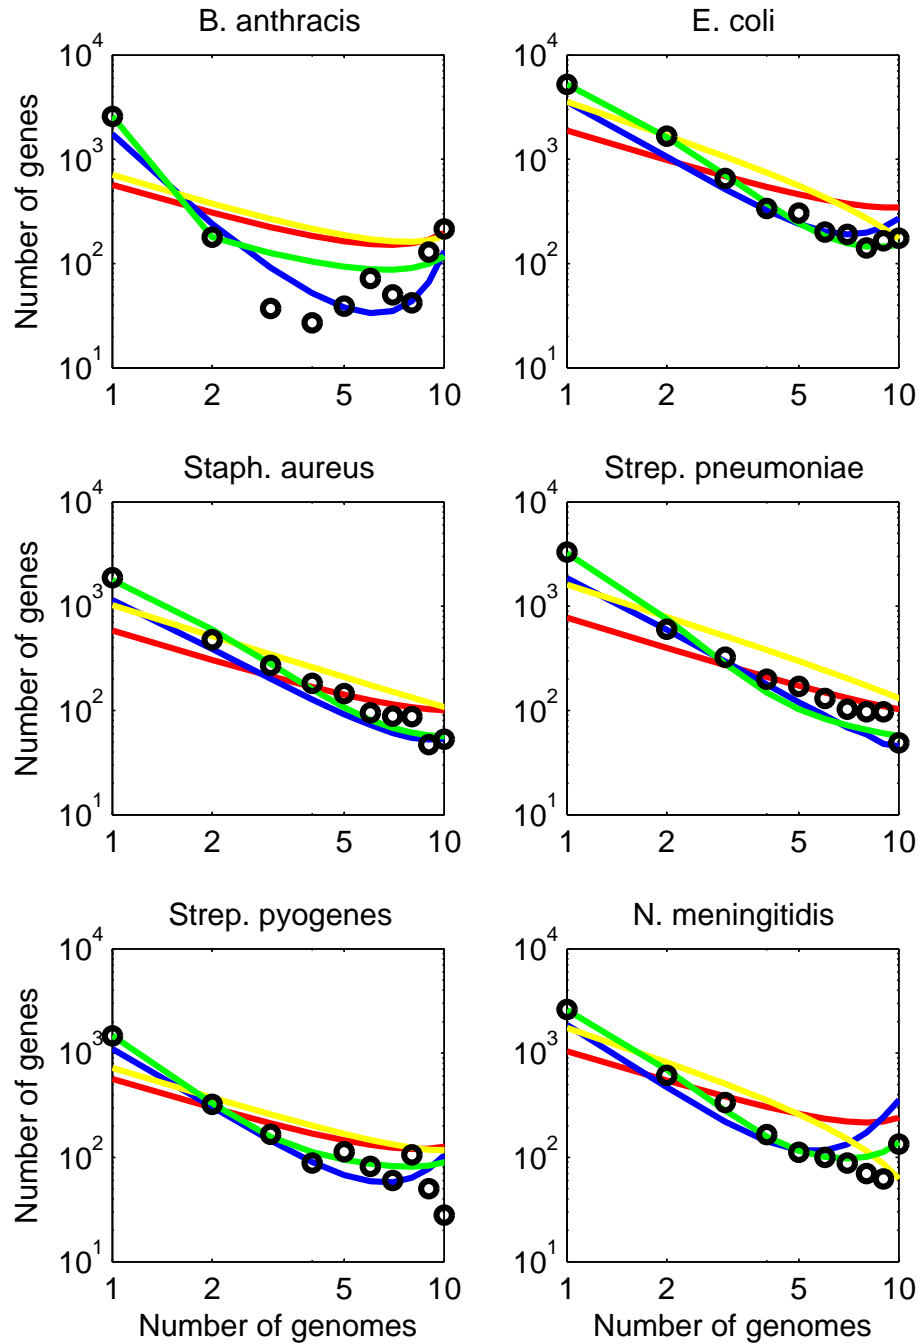 B. anthracis
E. coli
Number of genes
10^4
10^3
10^2
10^1
1 2 5 10
10^4
10^3
10^2
10^1
1 2 5 10
Staph. aureus
Strep. pneumoniae
Number of genes
10^4
10^3
10^2
10^1
1 2 5 10
10^4
10^3
10^2
10^1
1 2 5 10
Strep. pyogenes
N. meningitidis
Number of genes
10^4
10^3
10^2
10^1
1 2 5 10
Number of genomes
10^4
10^3
10^2
10^1
1 2 5 10
Number of genomes